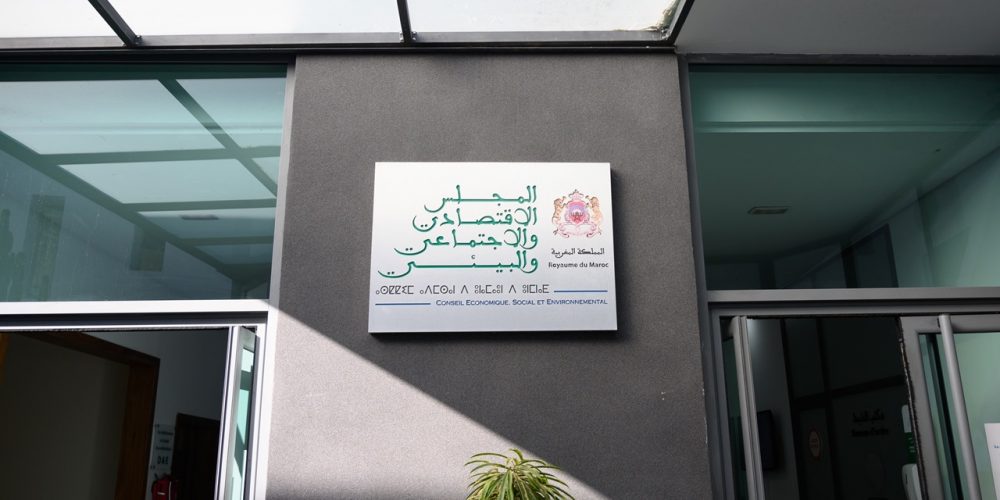 المجلس
الاقتصادي
والاجتماعي
والبيئي
المملكة المغربية
Royaume du Maroc
CONSEIL ECONOMIQUE, SOCIAL ET ENVIRONNEMENTAL